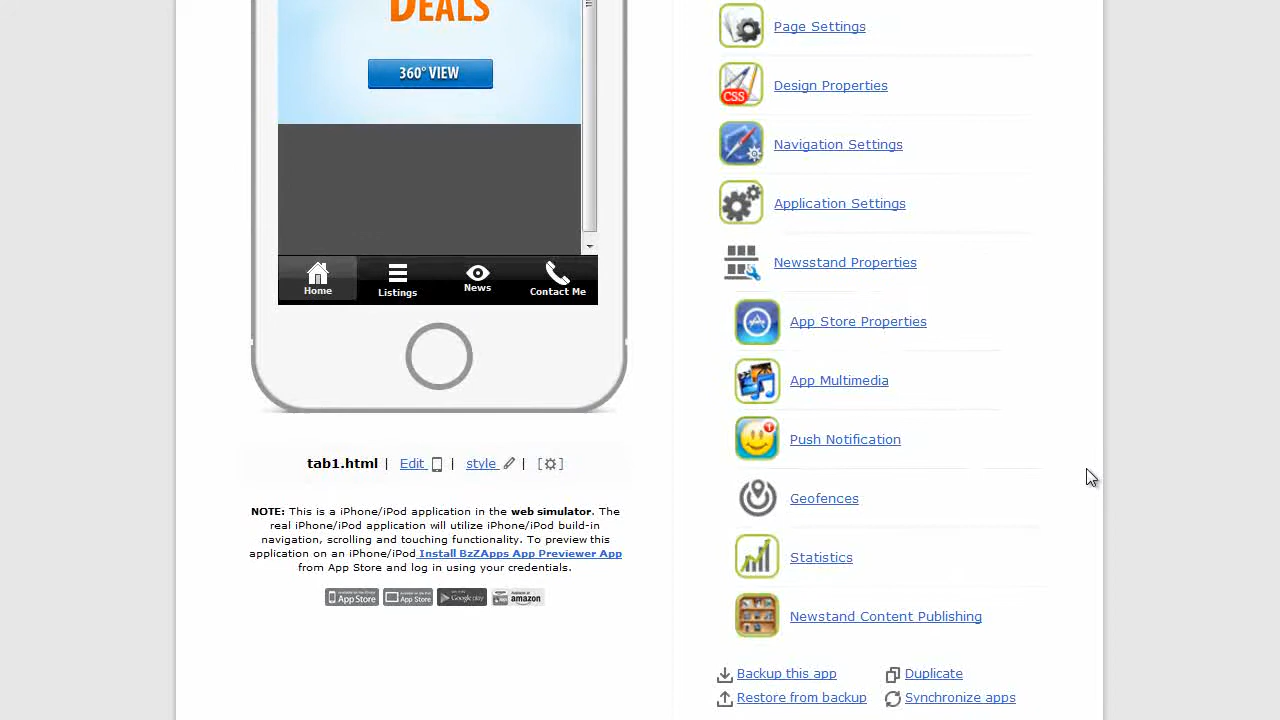 DEALS
360° VIEW
Home
Listings
News
Contact Me
tab1.html | Edit | style | [ ]
NOTE: This is a iPhone/iPod application in the web simulator. The
real iPhone/iPod application will utilize iPhone/iPod build-in
navigation, scrolling and touching functionality. To preview this
application on an iPhone/iPod Install BzZApps App Previewer App
from App Store and log in using your credentials.
App Store
App Store
Google play
amazon
Page Settings
CSS
Design Properties
Navigation Settings
Application Settings
Newsstand Properties
App Store Properties
App Multimedia
1
Push Notification
Geofences
Statistics
Newstand Content Publishing
Backup this app
Duplicate
Restore from backup
Synchronize apps